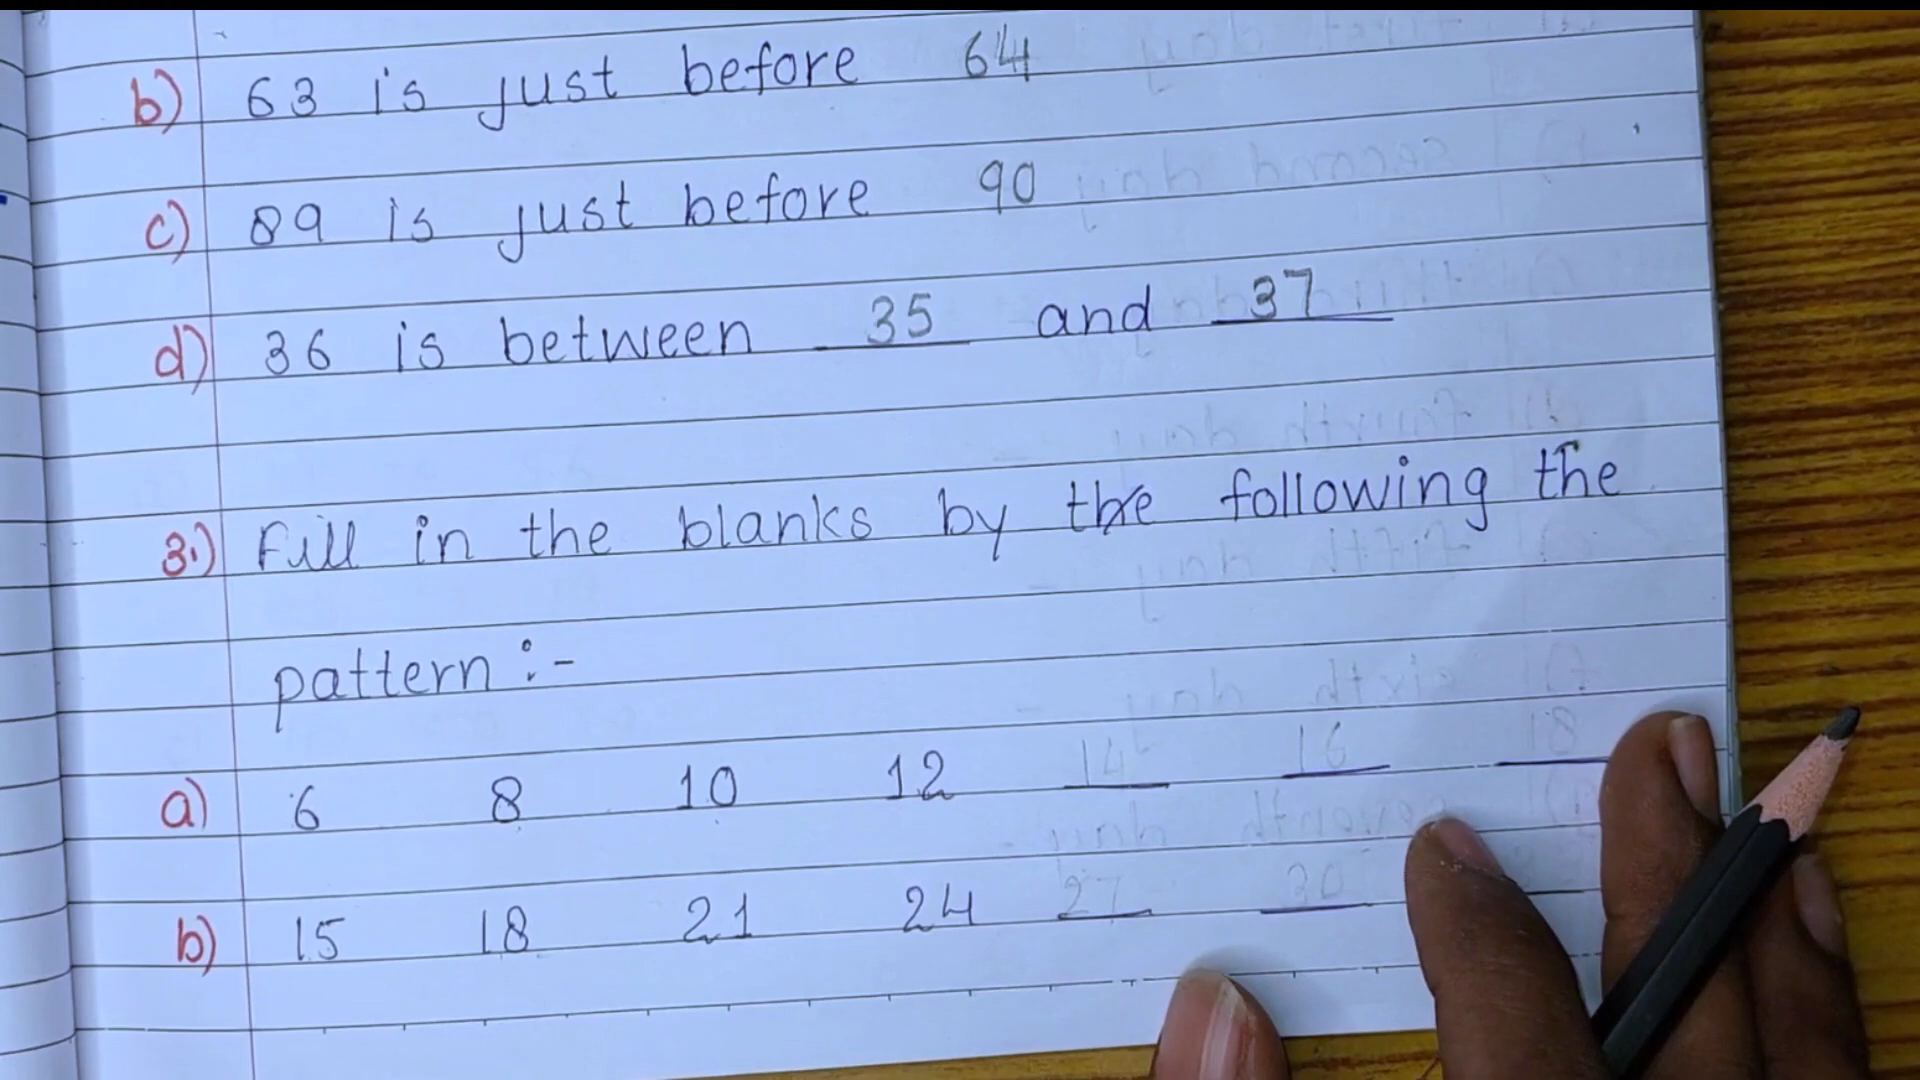 b) 63 is just before 64
c) 89 is just before 90
d) 36 is between 35 and 37
3.) Fill in the blanks by the following the
pattern :-
a) 6 8 10 12 14 16 18
b) 15 18 21 24 27 30